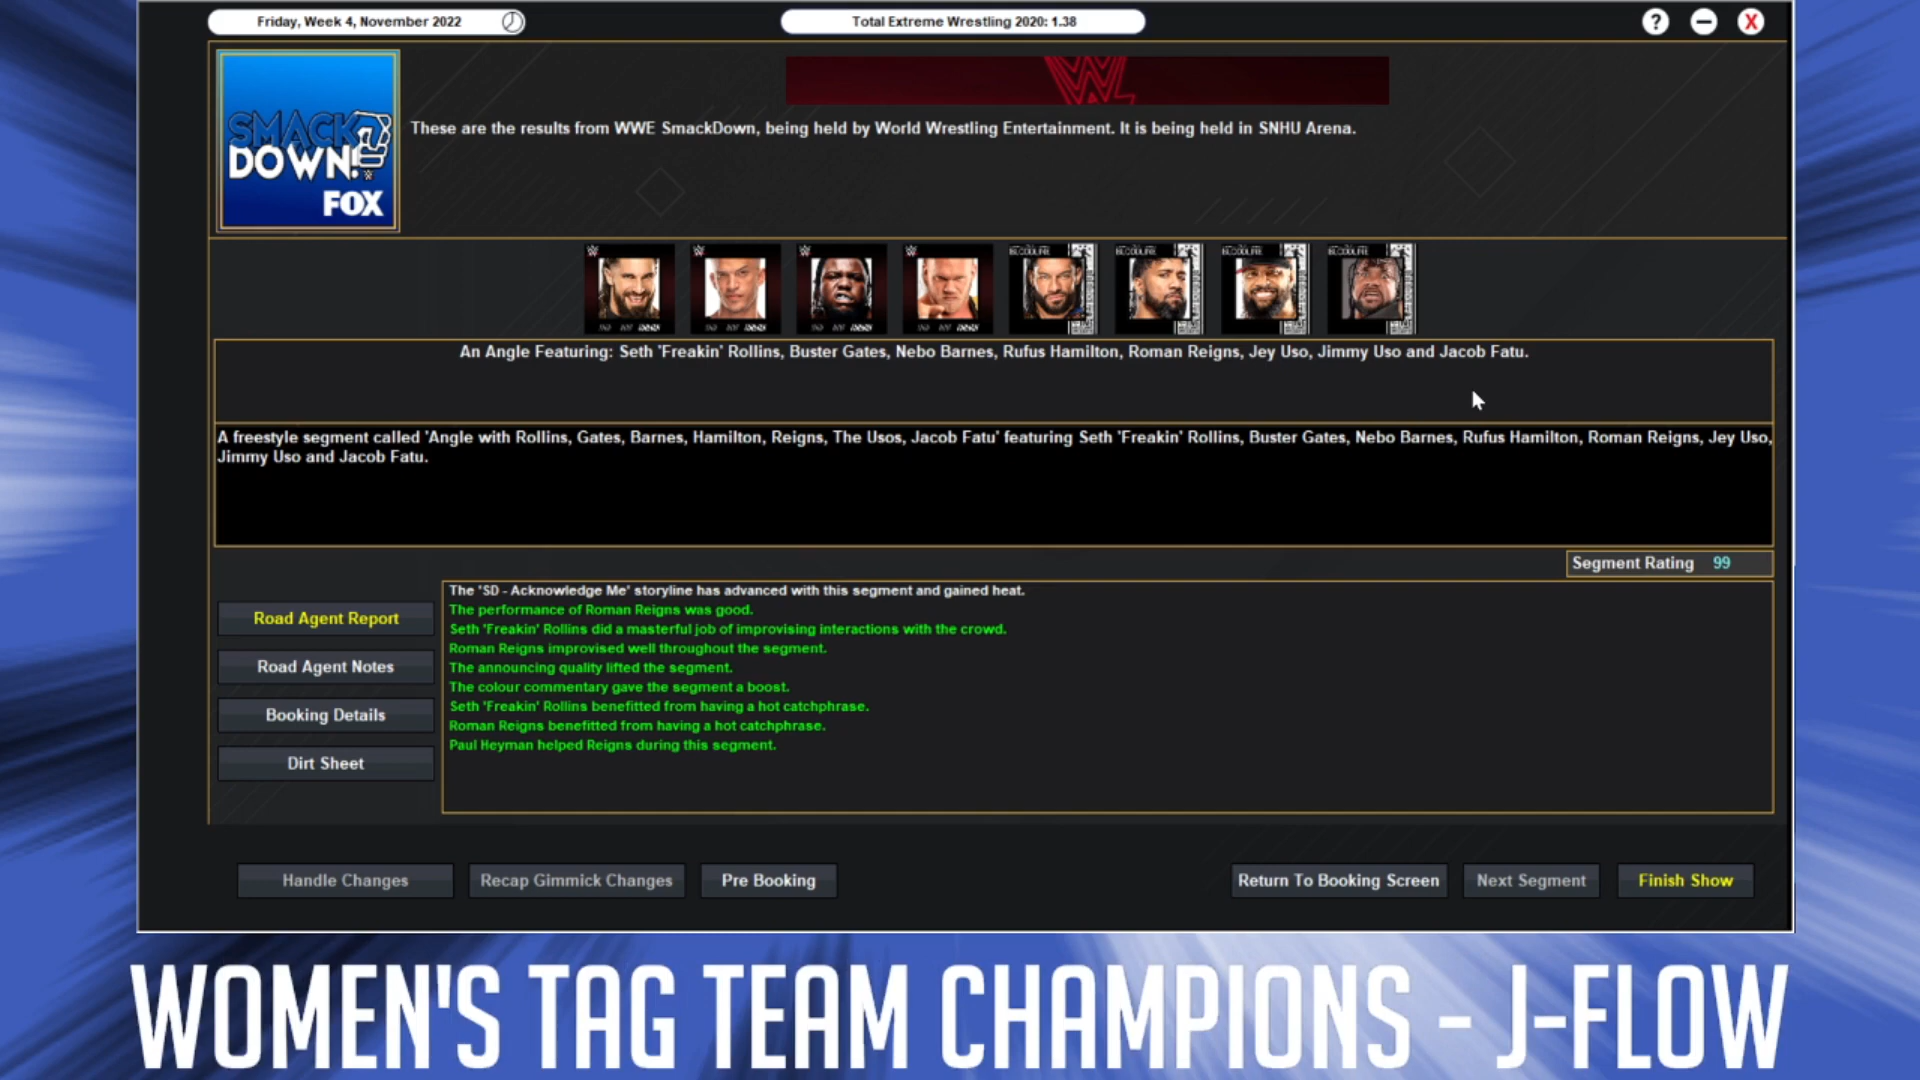 Friday, Week 4, November 2022
Total Extreme Wrestling 2020: 1.38
?
X
SMACK
DOWN!
FOX
These are the results from WWE SmackDown, being held by World Wrestling Entertainment. It is being held in SNHU Arena.
BLOODLINE BLOODLINE BLOODLINE BLOODLINE
An Angle Featuring: Seth 'Freakin' Rollins, Buster Gates, Nebo Barnes, Rufus Hamilton, Roman Reigns, Jey Uso, Jimmy Uso and Jacob Fatu.
A freestyle segment called 'Angle with Rollins, Gates, Barnes, Hamilton, Reigns, The Usos, Jacob Fatu' featuring Seth 'Freakin' Rollins, Buster Gates, Nebo Barnes, Rufus Hamilton, Roman Reigns, Jey Uso,
Jimmy Uso and Jacob Fatu.
Segment Rating 99
Road Agent Report
Road Agent Notes
Booking Details
Dirt Sheet
The 'SD - Acknowledge Me' storyline has advanced with this segment and gained heat.
The performance of Roman Reigns was good.
Seth 'Freakin' Rollins did a masterful job of improvising interactions with the crowd.
Roman Reigns improvised well throughout the segment.
The announcing quality lifted the segment.
The colour commentary gave the segment a boost.
Seth 'Freakin' Rollins benefitted from having a hot catchphrase.
Roman Reigns benefitted from having a hot catchphrase.
Paul Heyman helped Reigns during this segment.
Handle Changes
Recap Gimmick Changes
Pre Booking
Return To Booking Screen
Next Segment
Finish Show
WOMEN'S TAG TEAM CHAMPIONS - J-FLOW